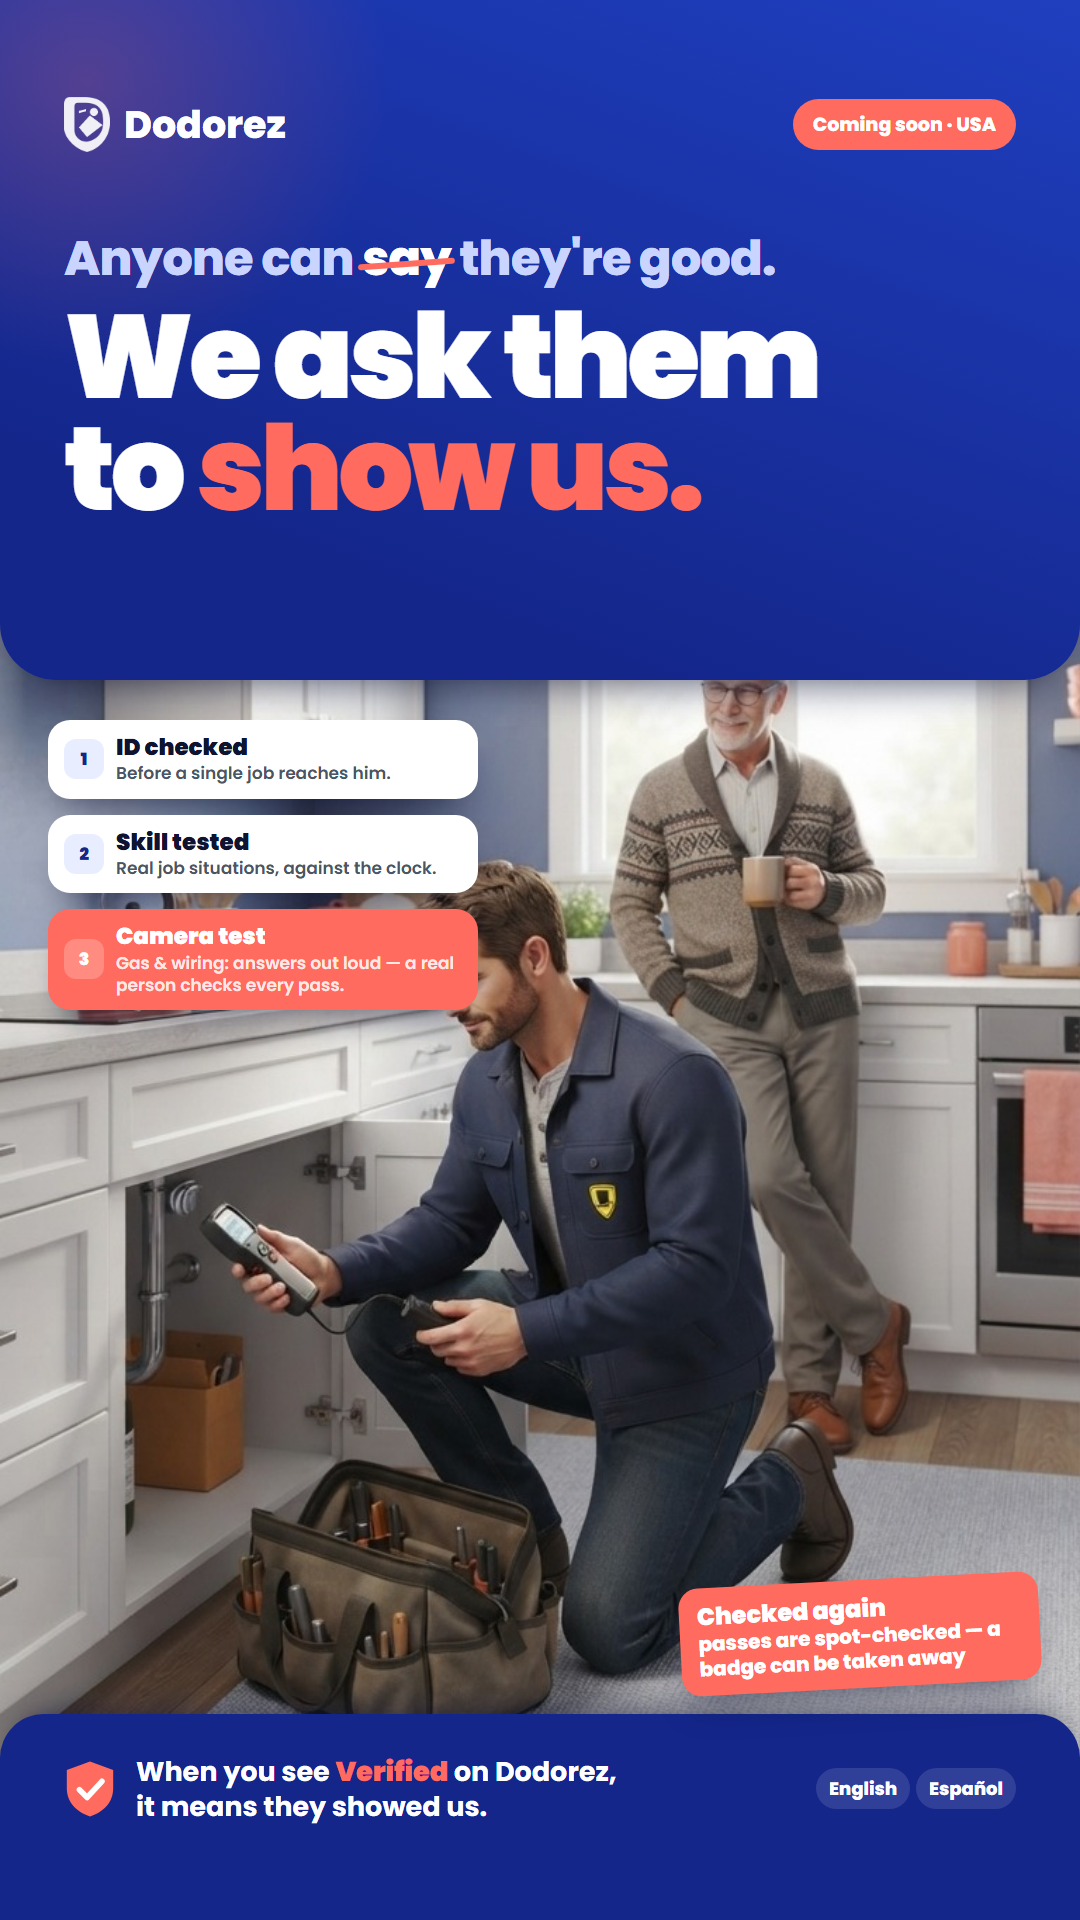 Dodorez
Coming soon • USA
Anyone can say they're good.
We ask them
to show us.
1
ID checked
Before a single job reaches him.
2
Skill tested
Real job situations, against the clock.
3
Camera test
Gas & wiring: answers out loud — a real
person checks every pass.
Checked again
passes are spot-checked — a
badge can be taken away
When you see Verified on Dodorez,
it means they showed us.
English
Español